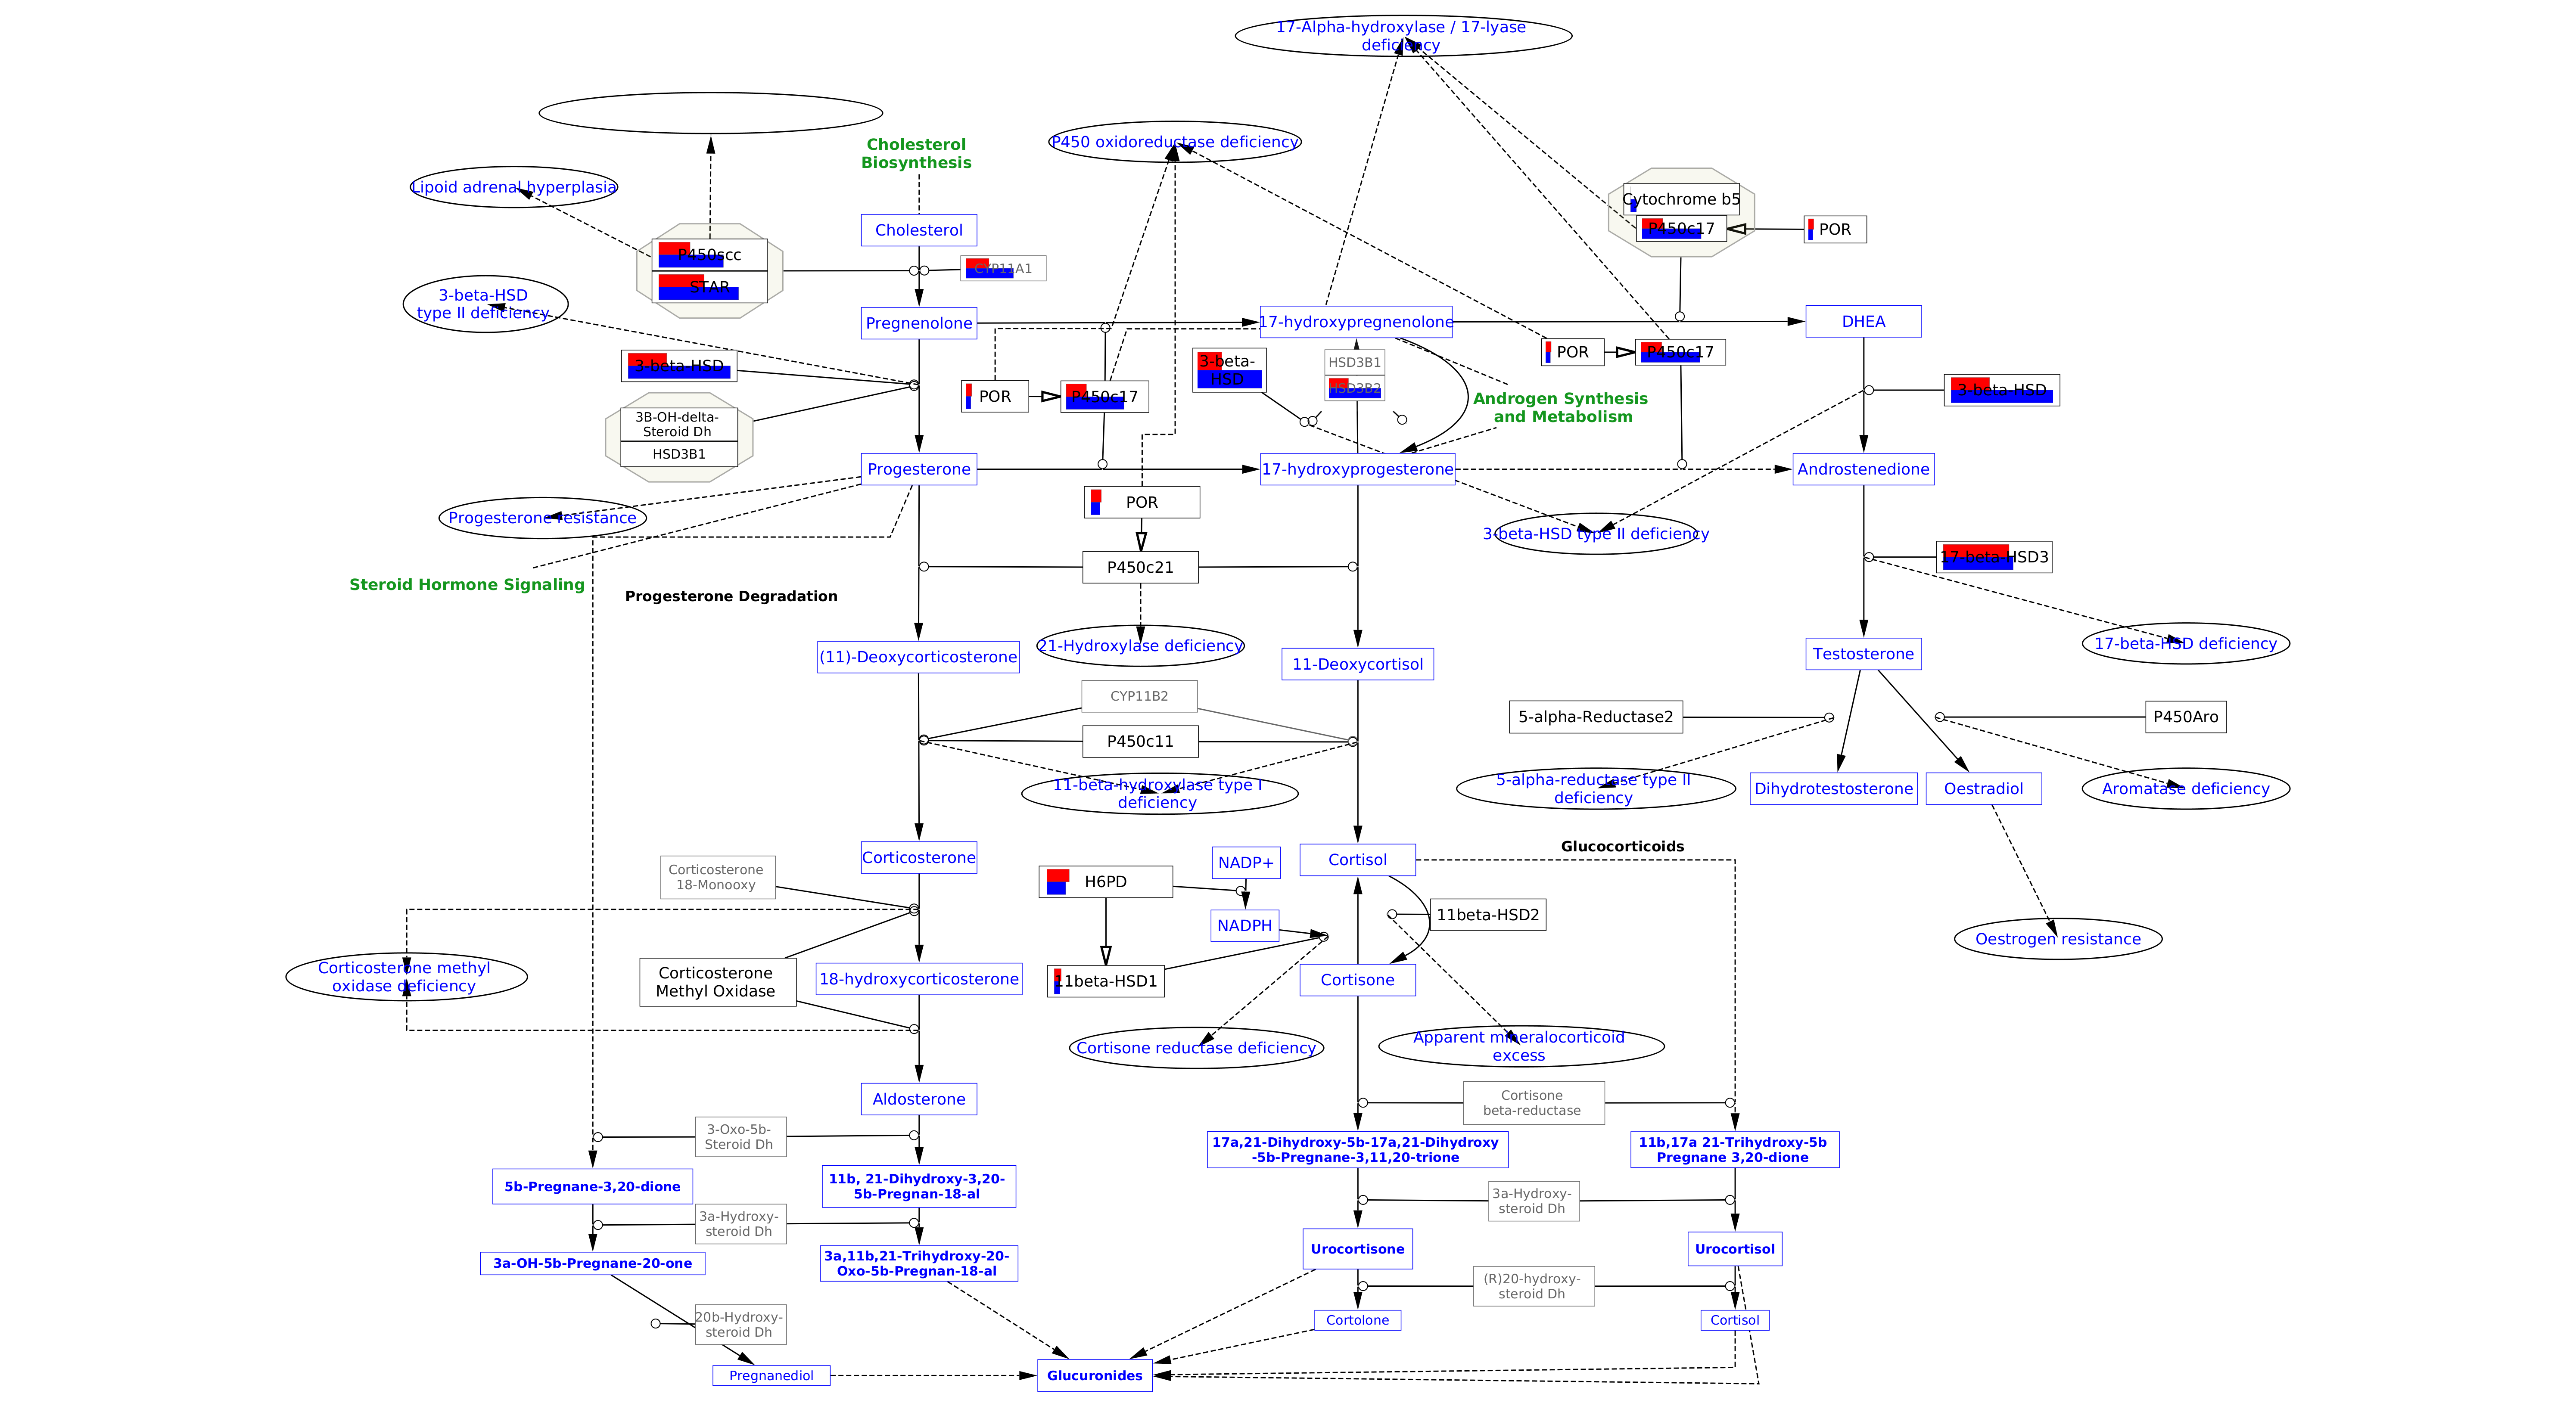 17-Alpha-hydroxylase / 17-lyase
deficiency
P450 oxidoreductase deficiency
Cholesterol
Biosynthesis
Lipoid adrenal hyperplasia
Cytochrome b5
P450c17
POR
Cholesterol
P450scc
STAR
CYP11A1
3-beta-HSD
type II deficiency
Pregnenolone
17-hydroxypregnenolone
DHEA
3-beta-HSD
3-beta-
HSD
HSD3B1
HSD3B2
POR
P450c17
POR
P450c17
3-beta-HSD
Androgen Synthesis
and Metabolism
3B-OH-delta-
Steroid Dh
HSD3B1
Progesterone
17-hydroxyprogesterone
Androstenedione
POR
Progesterone resistance
3-beta-HSD type II deficiency
17-beta-HSD3
P450c21
Steroid Hormone Signaling
Progesterone Degradation
21-Hydroxylase deficiency
17-beta-HSD deficiency
(11)-Deoxycorticosterone
11-Deoxycortisol
Testosterone
CYP11B2
P450c11
5-alpha-Reductase2
P450Aro
11-beta-hydroxylase type I
deficiency
5-alpha-reductase type II
deficiency
Dihydrotestosterone
Oestradiol
Aromatase deficiency
Glucocorticoids
Corticosterone
Cortisol
NADP+
H6PD
Corticosterone
18-Monooxy
NADPH
11beta-HSD2
Oestrogen resistance
Corticosterone methyl
oxidase deficiency
Corticosterone
Methyl Oxidase
18-hydroxycorticosterone
11beta-HSD1
Cortisone
Cortisone reductase deficiency
Apparent mineralocorticoid
excess
Aldosterone
Cortisone
beta-reductase
3-Oxo-5b-
Steroid Dh
17a,21-Dihydroxy-5b-17a,21-Dihydroxy
-5b-Pregnane-3,11,20-trione
11b,17a 21-Trihydroxy-5b
Pregnane 3,20-dione
5b-Pregnane-3,20-dione
11b, 21-Dihydroxy-3,20-
5b-Pregnan-18-al
3a-Hydroxy-
steroid Dh
3a-Hydroxy-
steroid Dh
3a-OH-5b-Pregnane-20-one
3a,11b,21-Trihydroxy-20-
Oxo-5b-Pregnan-18-al
Urocortisone
Urocortisol
(R)20-hydroxy-
steroid Dh
20b-Hydroxy-
steroid Dh
Cortolone
Cortisol
Pregnanediol
Glucuronides